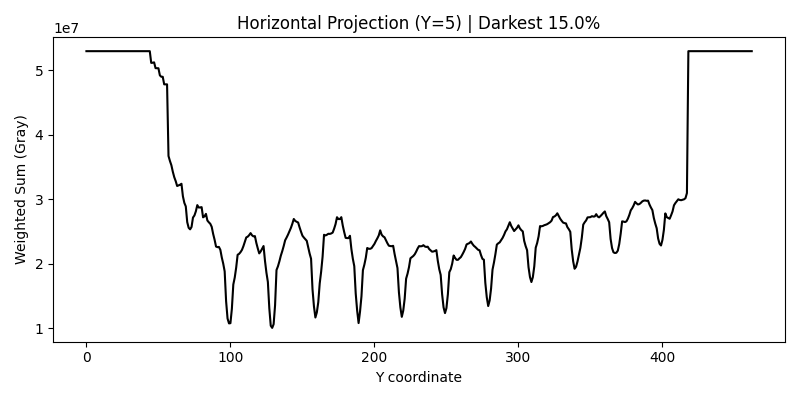 Horizontal Projection (Y=5) | Darkest 15.0%
1e7
5
4
3
2
1
Weighted Sum (Gray)
0 100 200 300 400
Y coordinate